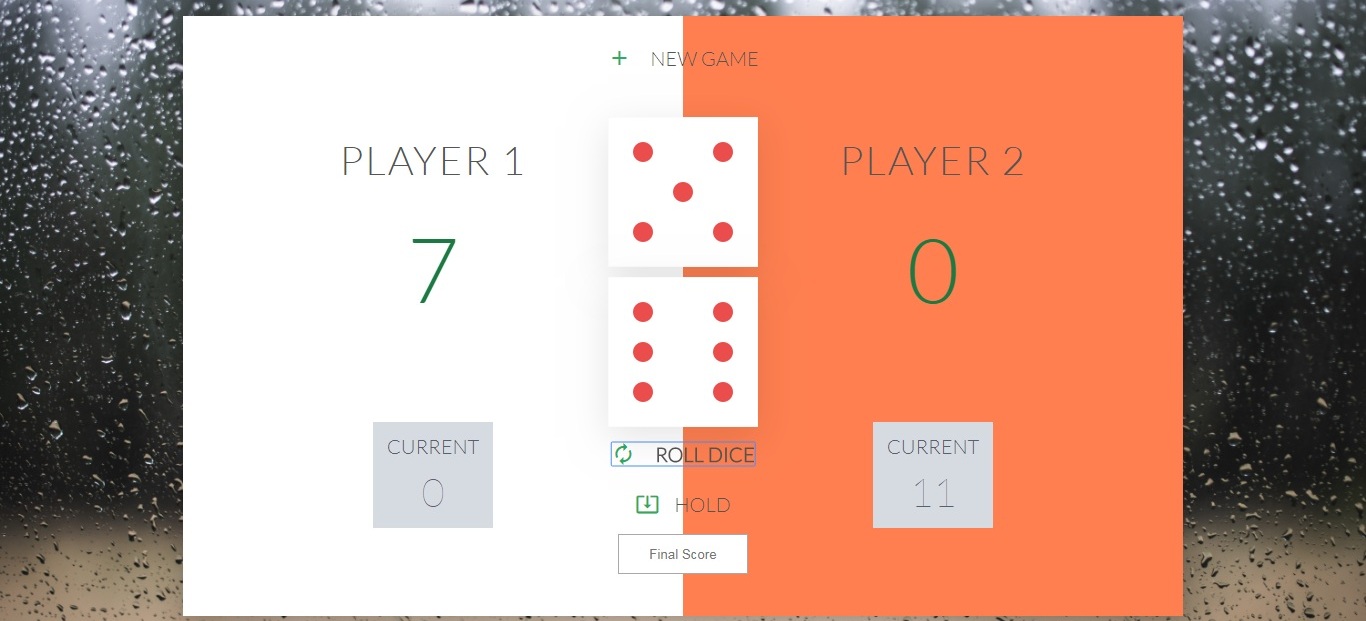 NEW GAME
PLAYER 1
7
CURRENT
0
PLAYER 2
0
CURRENT
11
ROLL DICE
HOLD
Final Score